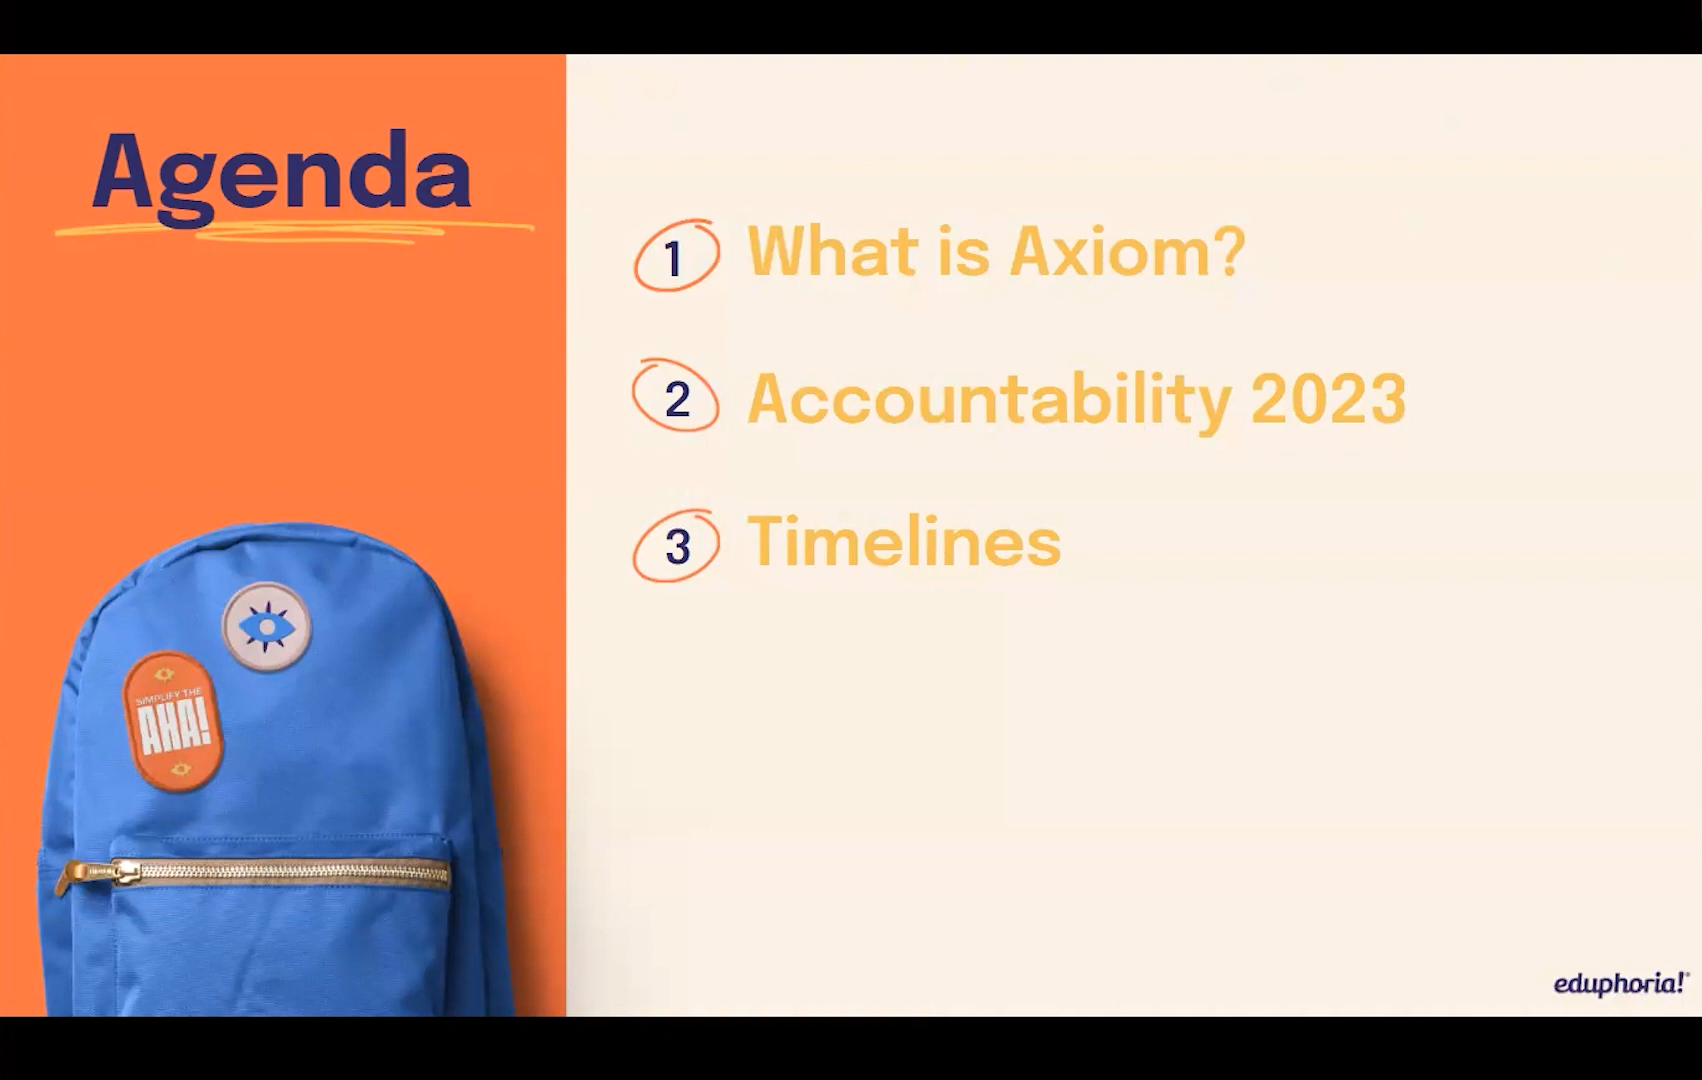 Agenda
1 What is Axiom?
2 Accountability 2023
3 Timelines
SIMPLIFY THE
AHA!
eduphoria!